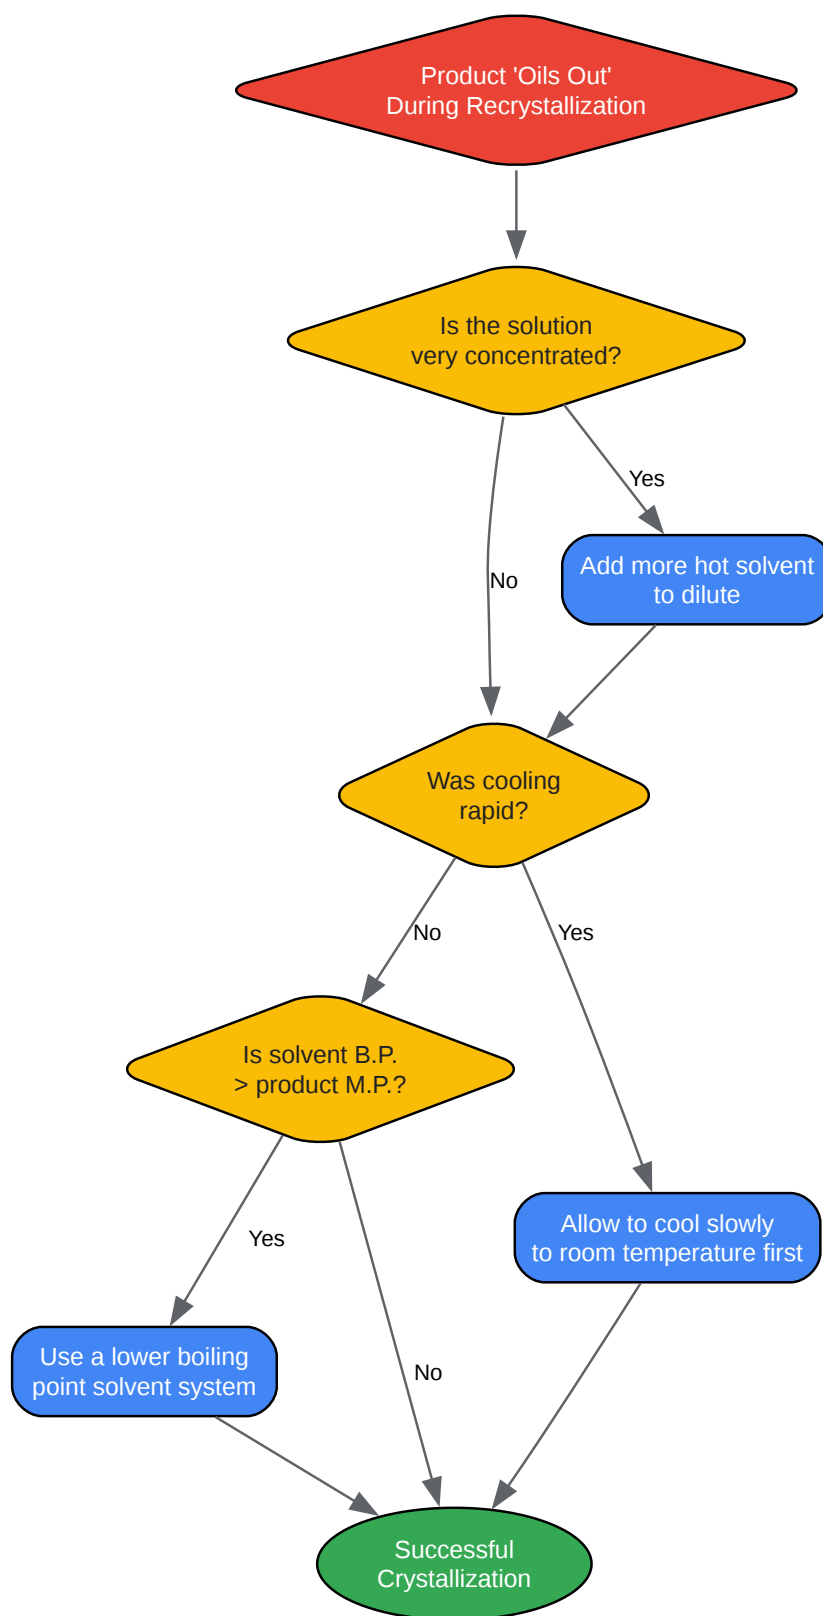 Product 'Oils Out'
During Recrystallization
Is the solution
very concentrated?
Yes
Add more hot solvent
to dilute
No
Was cooling
rapid?
No
Yes
Is solvent B.P.
> product M.P.?
Yes
Allow to cool slowly
to room temperature first
Use a lower boiling
point solvent system
No
Successful
Crystallization